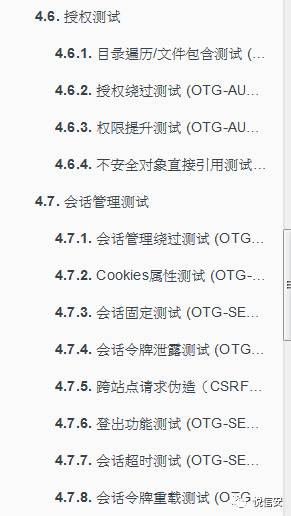 4.6. 授权测试
4.6.1. 目录遍历/文件包含测试 (...
4.6.2. 授权绕过测试 (OTG-AU...
4.6.3. 权限提升测试 (OTG-AU...
4.6.4. 不安全对象直接引用测试...
4.7. 会话管理测试
4.7.1. 会话管理绕过测试 (OTG...
4.7.2. Cookies属性测试 (OTG-...
4.7.3. 会话固定测试 (OTG-SE...
4.7.4. 会话令牌泄露测试 (OTG...
4.7.5. 跨站点请求伪造（CSRF...
4.7.6. 登出功能测试 (OTG-SE...
4.7.7. 会话超时测试 (OTG-SE...
4.7.8. 会话令牌重载测试 (OTG
悦信安